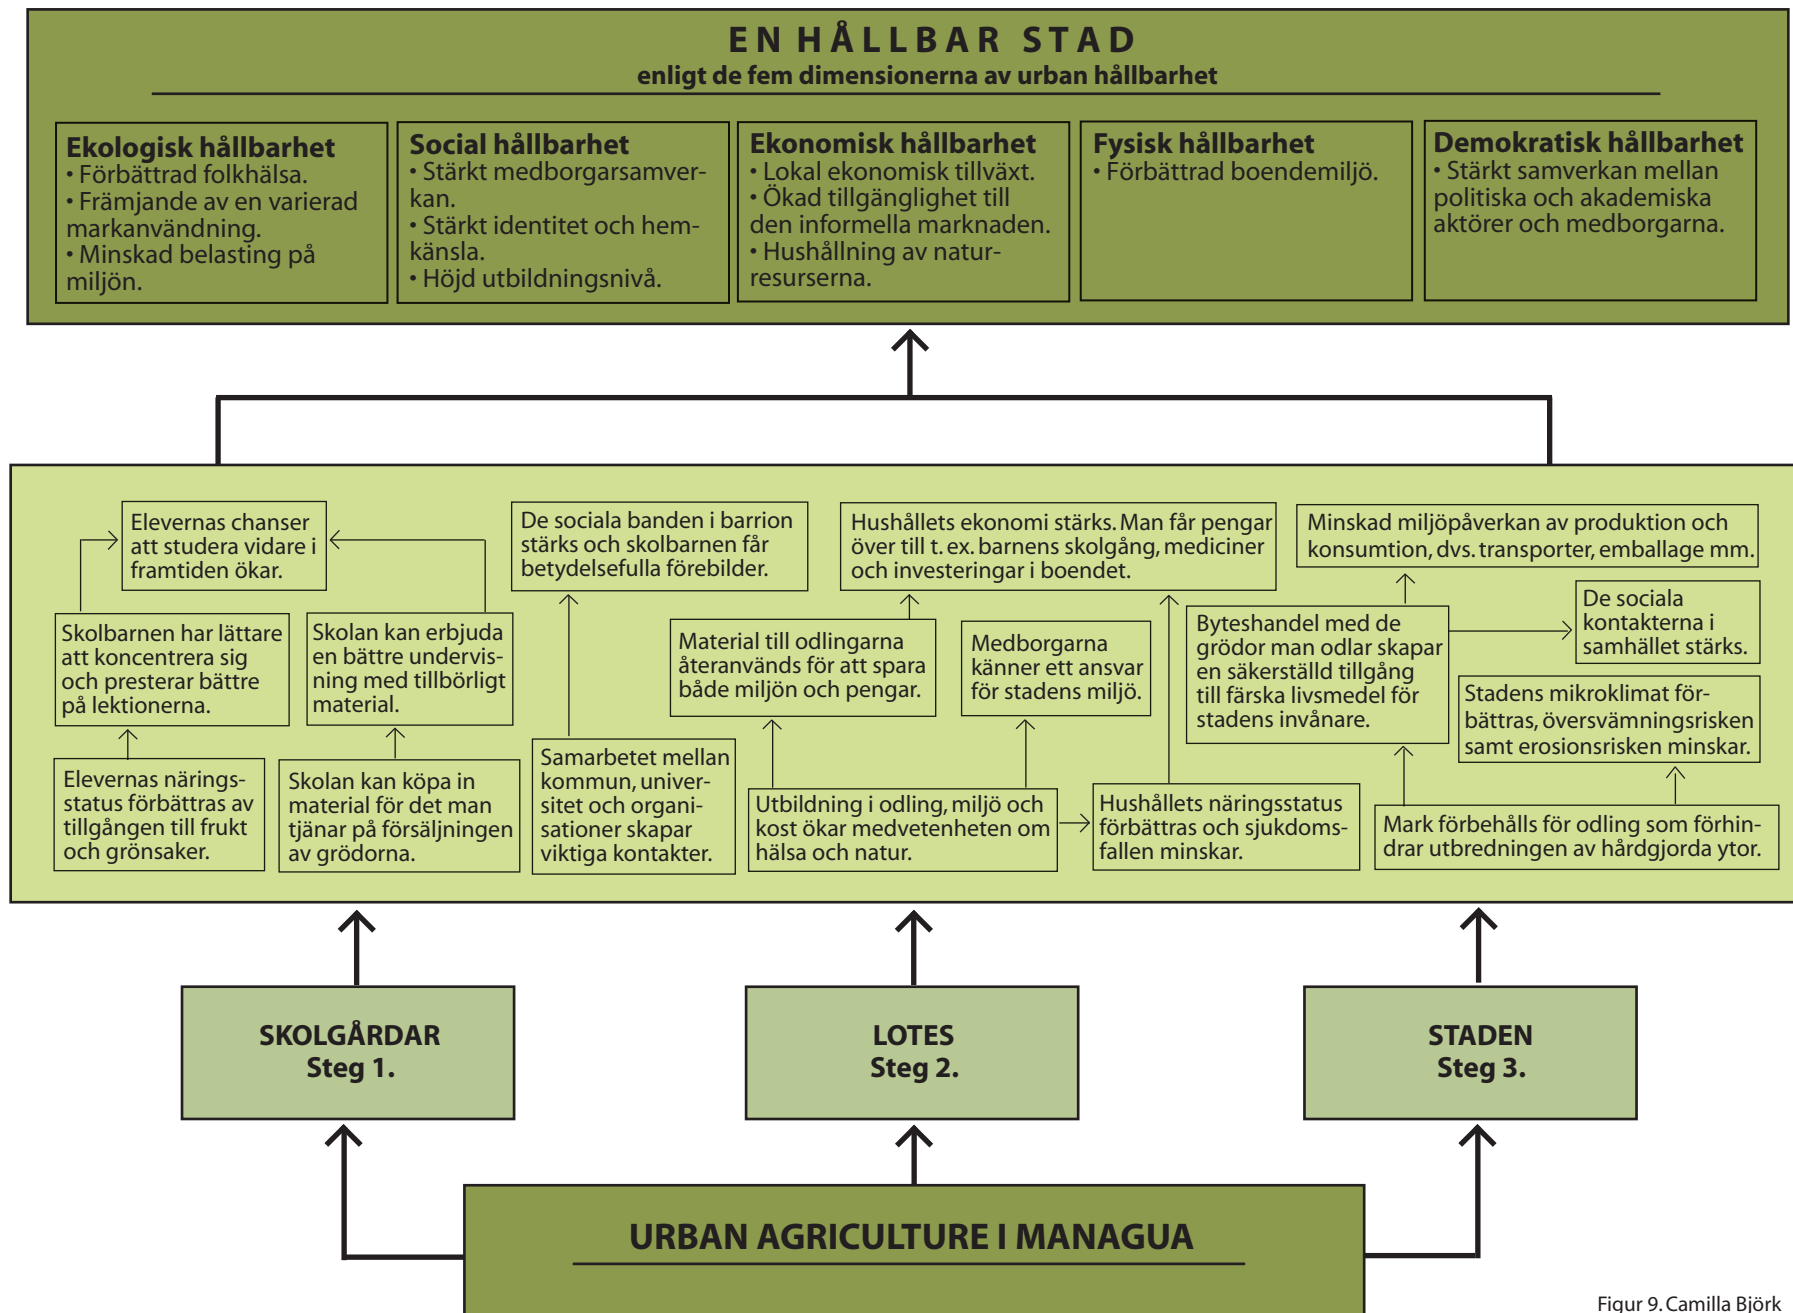 EN HÅLLBAR STAD
enligt de fem dimensionerna av urban hållbarhet
Ekologisk hållbarhet
• Förbättrad folkhälsa.
• Främjande av en varierad
markanvändning.
• Minskad belasting på
miljön.
Social hållbarhet
• Stärkt medborgarsamver-
kan.
• Stärkt identitet och hem-
känsla.
• Höjd utbildningsnivå.
Ekonomisk hållbarhet
• Lokal ekonomisk tillväxt.
• Ökad tillgänglighet till
den informella marknaden.
• Hushållning av natur-
resurserna.
Fysisk hållbarhet
• Förbättrad boendemiljö.
Demokratisk hållbarhet
• Stärkt samverkan mellan
politiska och akademiska
aktörer och medborgarna.
Elevernas chanser
att studera vidare i
framtiden ökar.
De sociala banden i barrion
stärks och skolbarnen får
betydelsefulla förebilder.
Hushållets ekonomi stärks. Man får pengar
över till t. ex. barnens skolgång, mediciner
och investeringar i boendet.
Minskad miljöpåverkan av produktion och
konsumtion, dvs. transporter, emballage mm.
Skolbarnen har lättare
att koncentrera sig
och presterar bättre
på lektionerna.
Skolan kan erbjuda
en bättre undervis-
ning med tillbörligt
material.
Material till odlingarna
återanvänds för att spara
både miljön och pengar.
Medborgarna
känner ett ansvar
för stadens miljö.
Byteshandel med de
grödor man odlar skapar
en säkerställd tillgång
till färska livsmedel för
stadens invånare.
De sociala
kontakterna i
samhället stärks.
Stadens mikroklimat för-
bättras, översvämningsrisken
samt erosionsrisken minskar.
Elevernas närings-
status förbättras av
tillgången till frukt
och grönsaker.
Skolan kan köpa in
material för det man
tjänar på försäljningen
av grödorna.
Samarbetet mellan
kommun, univer-
sitet och organi-
sationer skapar
viktiga kontakter.
Utbildning i odling, miljö och
kost ökar medvetenheten om
hälsa och natur.
Hushållets näringsstatus
förbättras och sjukdoms-
fallen minskar.
Mark förbehålls för odling som förhin-
drar utbredningen av hårdgjorda ytor.
SKOLGÅRDAR
Steg 1.
LOTES
Steg 2.
STADEN
Steg 3.
URBAN AGRICULTURE I MANAGUA
Figur 9. Camilla Björk